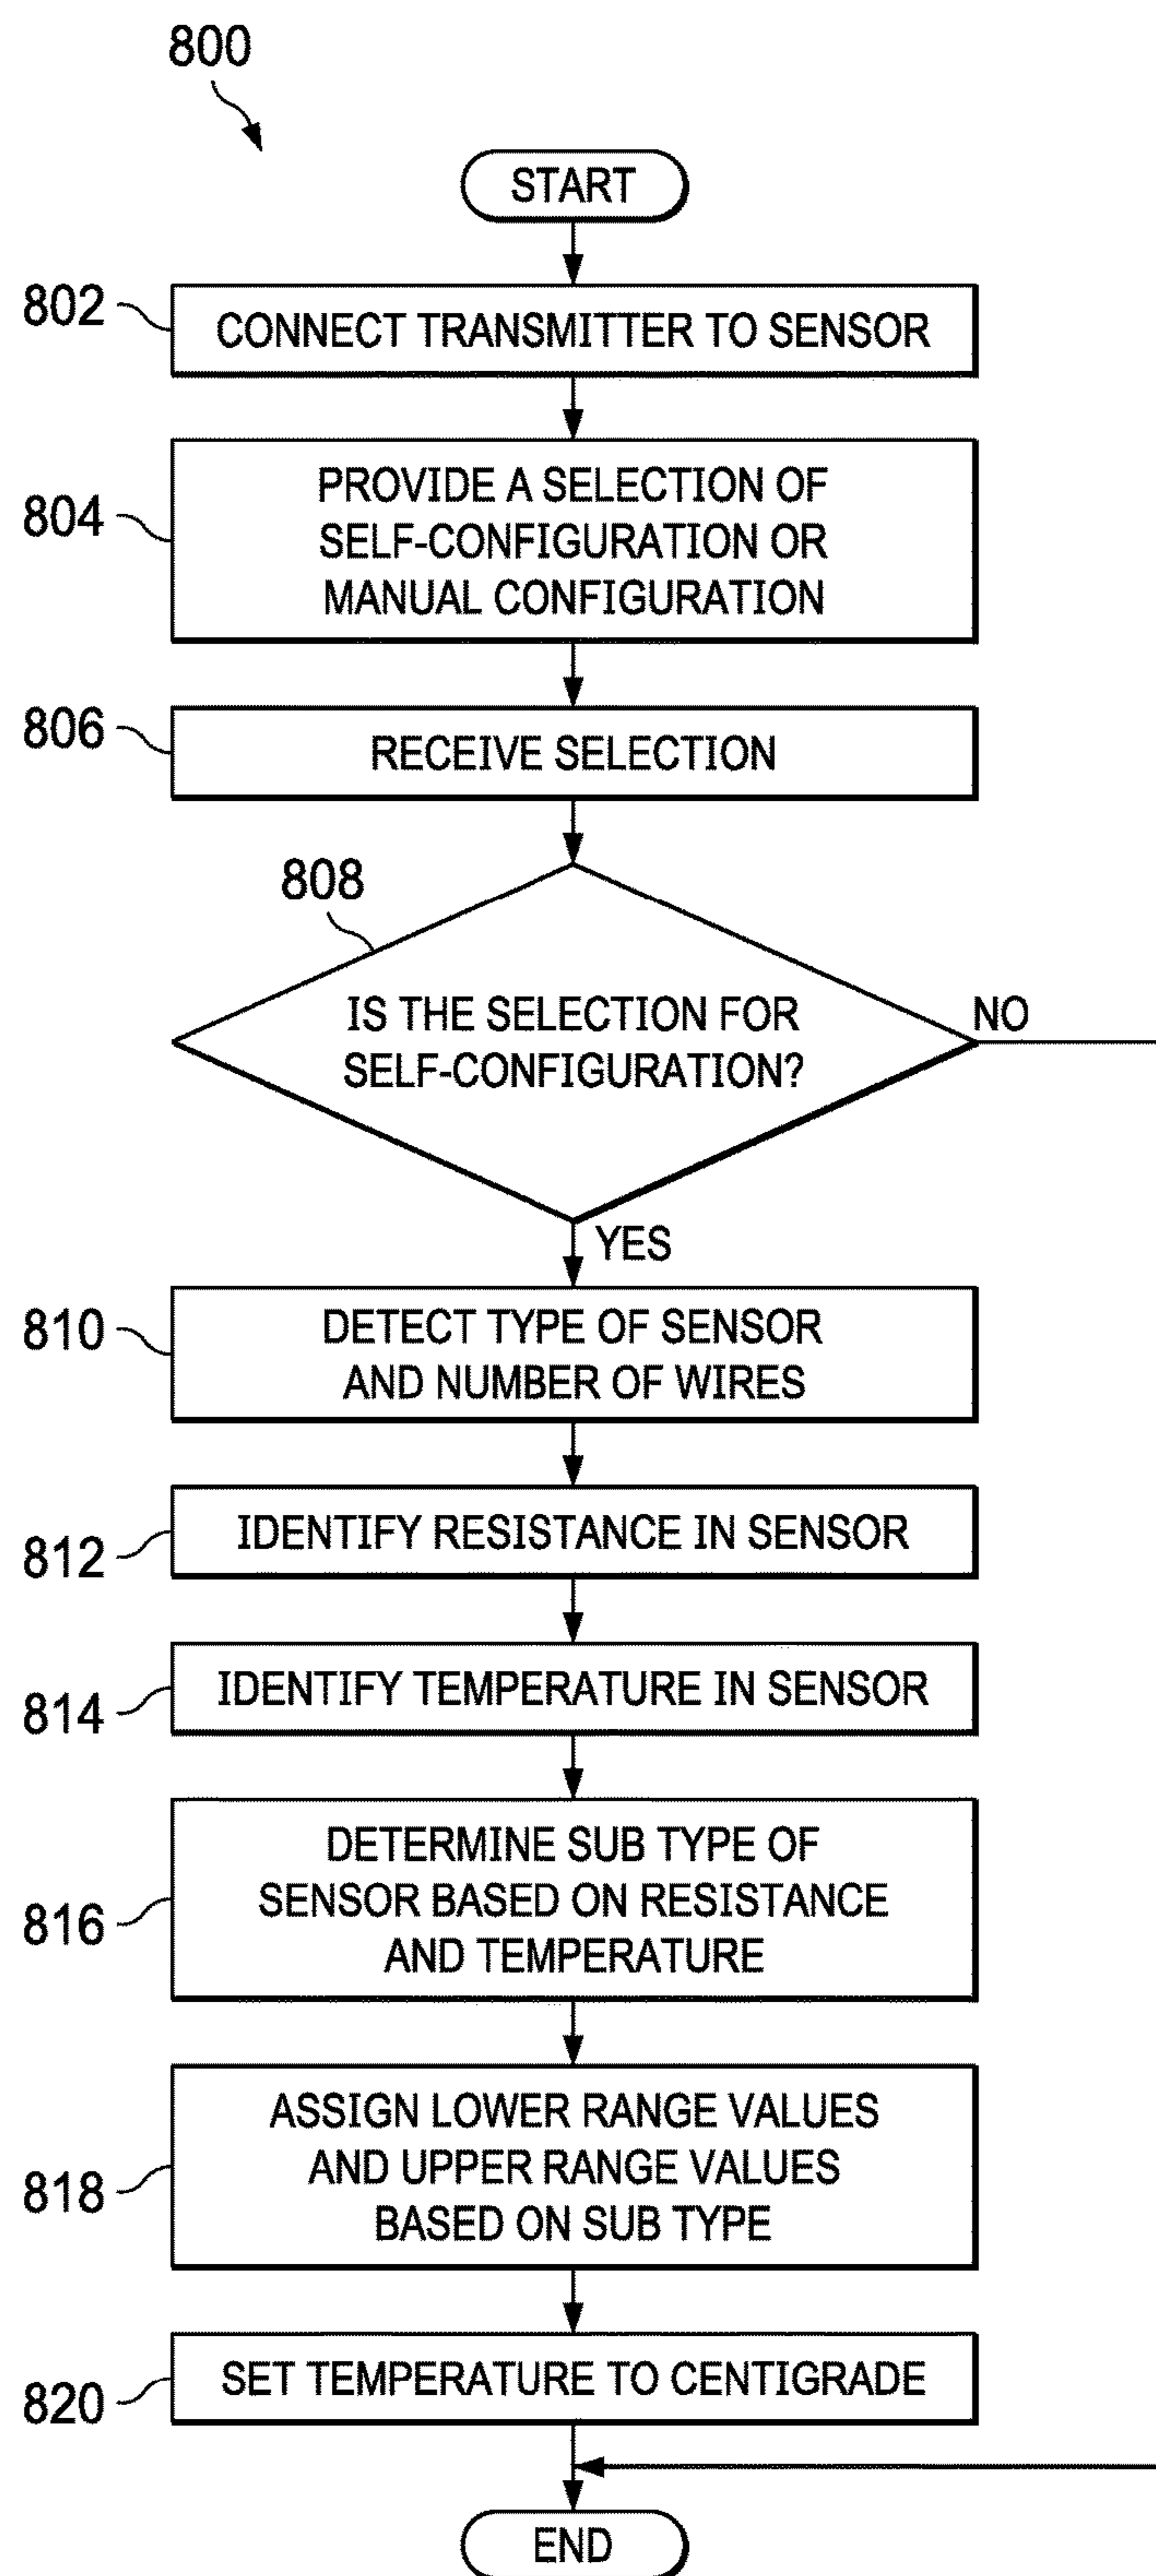 800
START
802
CONNECT TRANSMITTER TO SENSOR
804
PROVIDE A SELECTION OF
SELF-CONFIGURATION OR
MANUAL CONFIGURATION
806
RECEIVE SELECTION
808
IS THE SELECTION FOR
SELF-CONFIGURATION?
NO
YES
810
DETECT TYPE OF SENSOR
AND NUMBER OF WIRES
812
IDENTIFY RESISTANCE IN SENSOR
814
IDENTIFY TEMPERATURE IN SENSOR
816
DETERMINE SUB TYPE OF
SENSOR BASED ON RESISTANCE
AND TEMPERATURE
818
ASSIGN LOWER RANGE VALUES
AND UPPER RANGE VALUES
BASED ON SUB TYPE
820
SET TEMPERATURE TO CENTIGRADE
END